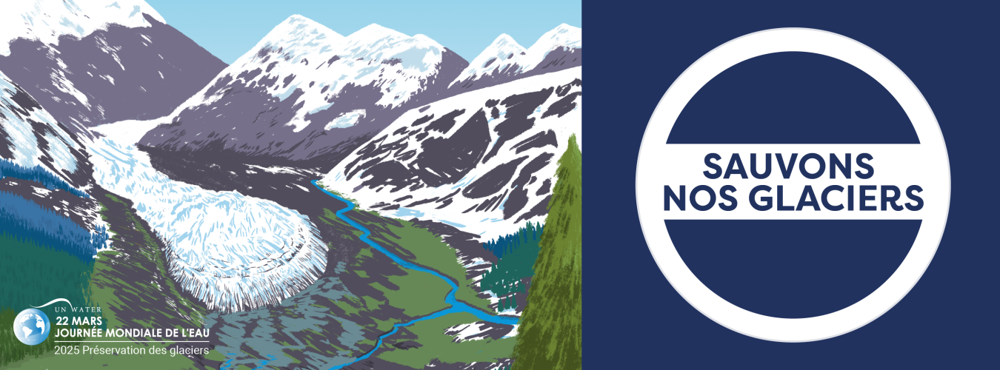 UN WATER
22 MARS
JOURNÉE MONDIALE DE L'EAU
2025 Préservation des glaciers
SAUVONS
NOS GLACIERS